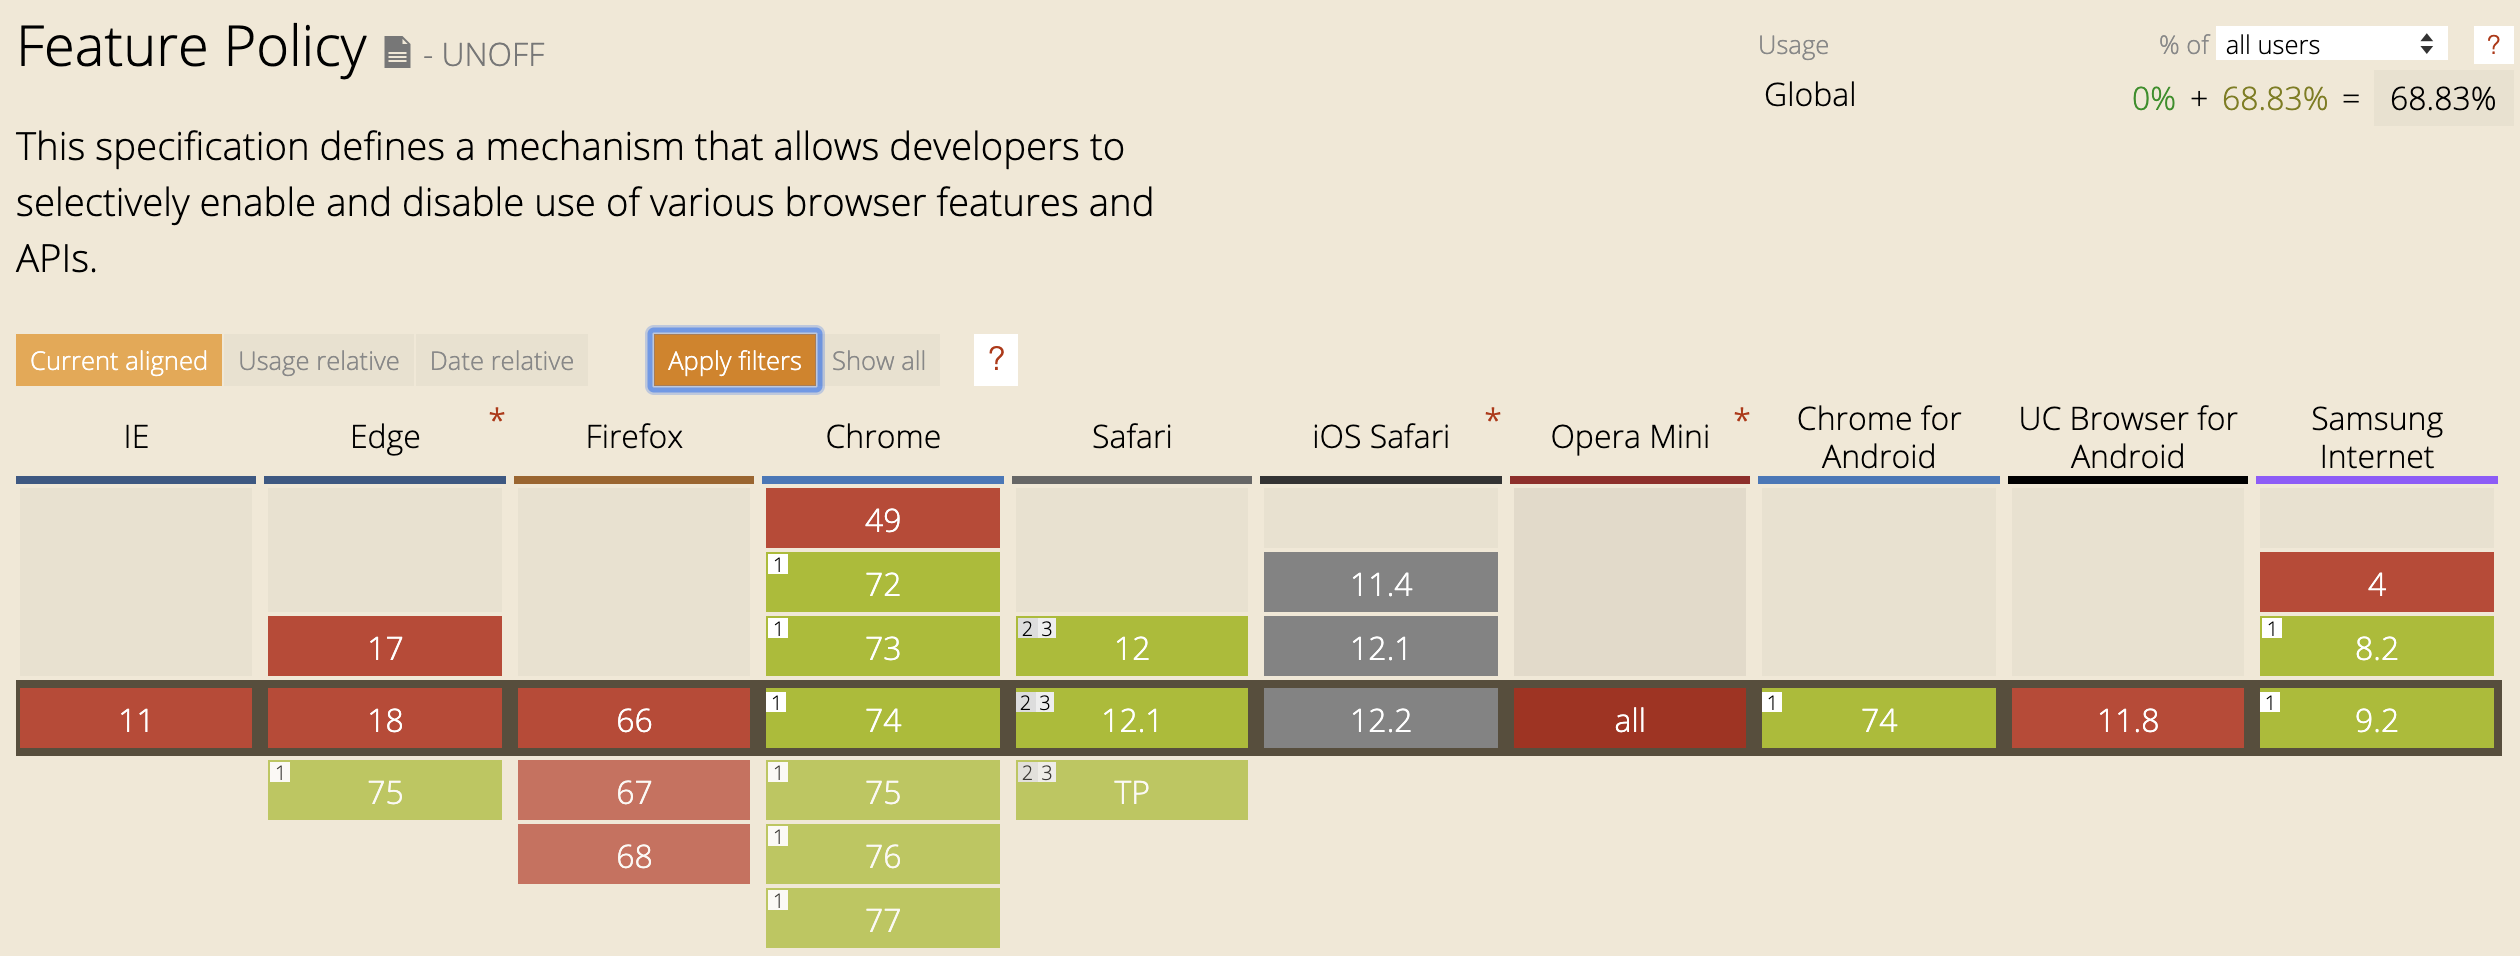 Feature Policy - UNOFF
Usage % of all users ?
Global 0% + 68.83% = 68.83%
This specification defines a mechanism that allows developers to
selectively enable and disable use of various browser features and
APIs.
Current aligned Usage relative Date relative Apply filters Show all ?
IE Edge * Firefox Chrome Safari iOS Safari * Opera Mini * Chrome for Android UC Browser for Android Samsung Internet
49
1 72 11.4 4
17 1 73 2 3 12 12.1 1 8.2
11 18 66 1 74 2 3 12.1 12.2 all 1 74 11.8 1 9.2
1 75 67 1 75 2 3 TP
68 1 76
1 77